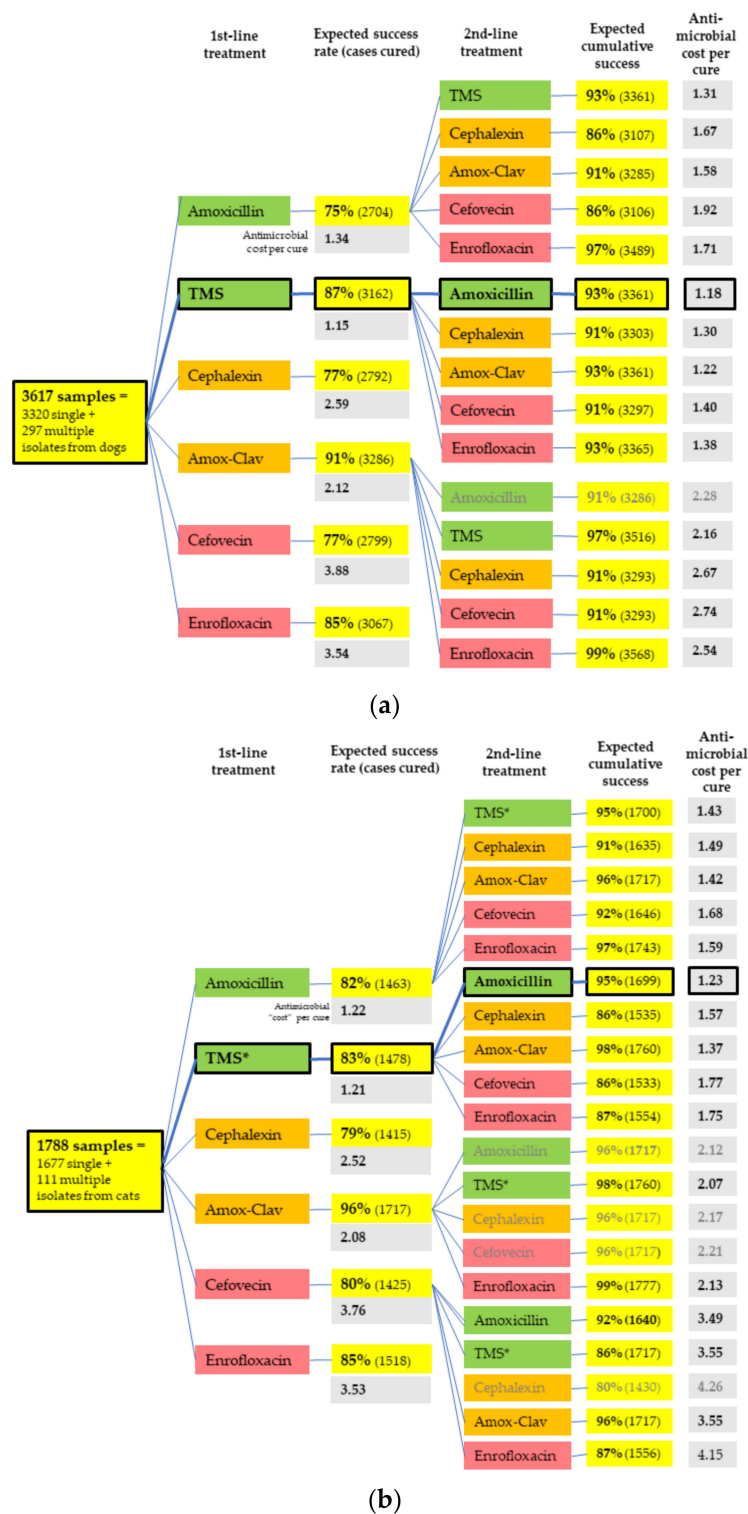 1st-line treatment
Expected success rate (cases cured)
2nd-line treatment
Expected cumulative success
Anti-microbial cost per cure
TMS 93% (3361) 1.31
Cephalexin 86% (3107) 1.67
Amox-Clav 91% (3285) 1.58
Amoxicillin 75% (2704) Cefovecin 86% (3106) 1.92
Antimicrobial cost per cure 1.34
Enrofloxacin 97% (3489) 1.71
TMS 87% (3162) Amoxicillin 93% (3361) 1.18
1.15
Cephalexin 91% (3303) 1.30
Cephalexin 77% (2792) Amox-Clav 93% (3361) 1.22
2.59
Cefovecin 91% (3297) 1.40
3617 samples =
3320 single +
297 multiple
isolates from dogs
Enrofloxacin 93% (3365) 1.38
Amox-Clav 91% (3286)
2.12
Amoxicillin 91% (3286) 2.28
Cefovecin 77% (2799) TMS 97% (3516) 2.16
3.88
Cephalexin 91% (3293) 2.67
Enrofloxacin 85% (3067) Cefovecin 91% (3293) 2.74
3.54
Enrofloxacin 99% (3568) 2.54
(a)
1st-line treatment
Expected success rate (cases cured)
2nd-line treatment
Expected cumulative success
Anti-microbial cost per cure
TMS* 95% (1700) 1.43
Cephalexin 91% (1635) 1.49
Amox-Clav 96% (1717) 1.42
Cefovecin 92% (1646) 1.68
Enrofloxacin 97% (1743) 1.59
Amoxicillin 82% (1463) Amoxicillin 95% (1699) 1.23
Antimicrobial "cost" per cure 1.22
Cephalexin 86% (1535) 1.57
TMS* 83% (1478) Amox-Clav 98% (1760) 1.37
1.21
Cefovecin 86% (1533) 1.77
Enrofloxacin 87% (1554) 1.75
Cephalexin 79% (1415)
2.52
1788 samples =
1677 single +
111 multiple
isolates from cats
Amoxicillin 96% (1717) 2.12
TMS* 98% (1760) 2.07
Amox-Clav 96% (1717) Cephalexin 96% (1717) 2.17
2.08
Cefovecin 96% (1717) 2.21
Cefovecin 80% (1425) Enrofloxacin 99% (1777) 2.13
3.76
Amoxicillin 92% (1640) 3.49
Enrofloxacin 85% (1518) TMS* 86% (1717) 3.55
3.53
Cephalexin 80% (1430) 4.26
Amox-Clav 96% (1717) 3.55
Enrofloxacin 87% (1556) 4.15
(b)